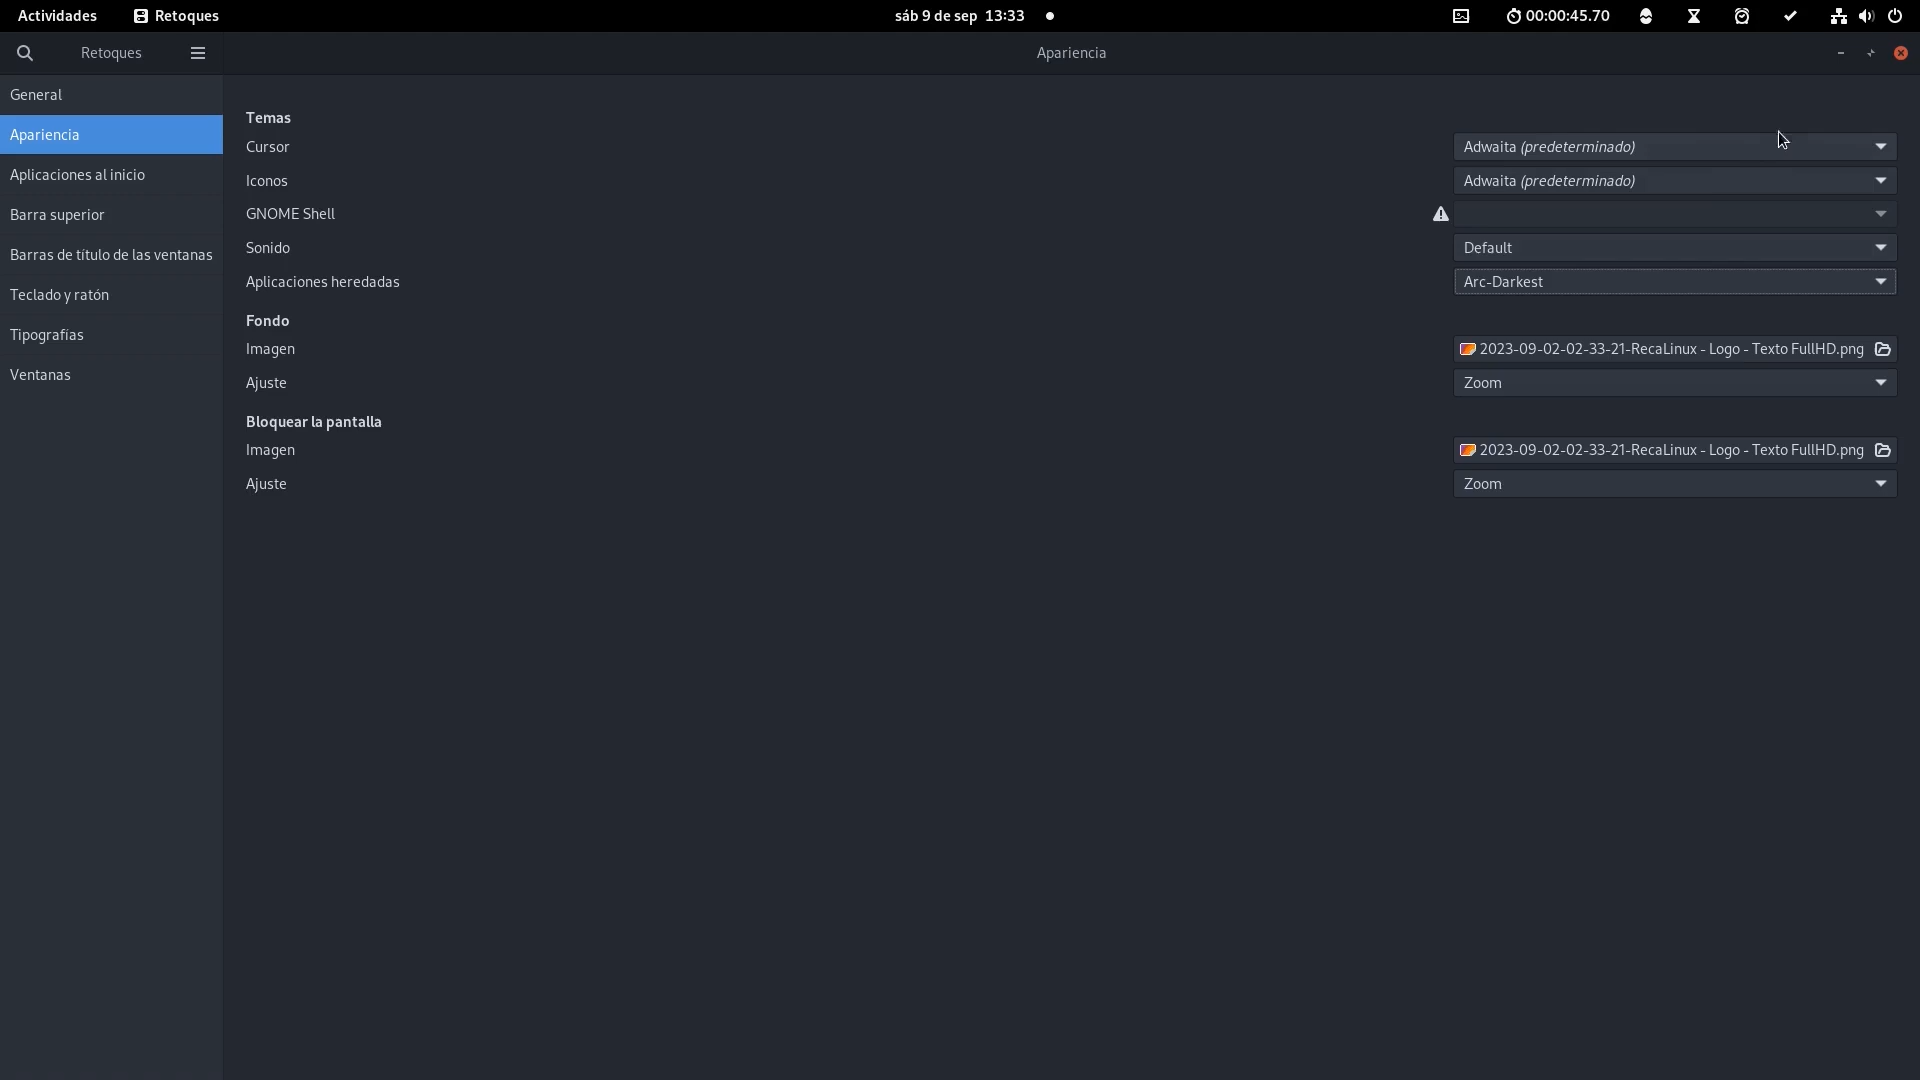 Actividades Retoques sáb 9 de sep 13:33 00:00:45.70
Retoques Apariencia
General
Apariencia
Aplicaciones al inicio
Barra superior
Barras de título de las ventanas
Teclado y ratón
Tipografías
Ventanas
Temas
Cursor Adwaita (predeterminado)
Iconos Adwaita (predeterminado)
GNOME Shell
Sonido Default
Aplicaciones heredadas Arc-Darkest
Fondo
Imagen 2023-09-02-02-33-21-RecaLinux - Logo - Texto FullHD.png
Ajuste Zoom
Bloquear la pantalla
Imagen 2023-09-02-02-33-21-RecaLinux - Logo - Texto FullHD.png
Ajuste Zoom